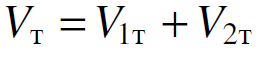 Vт = V1т + V2т